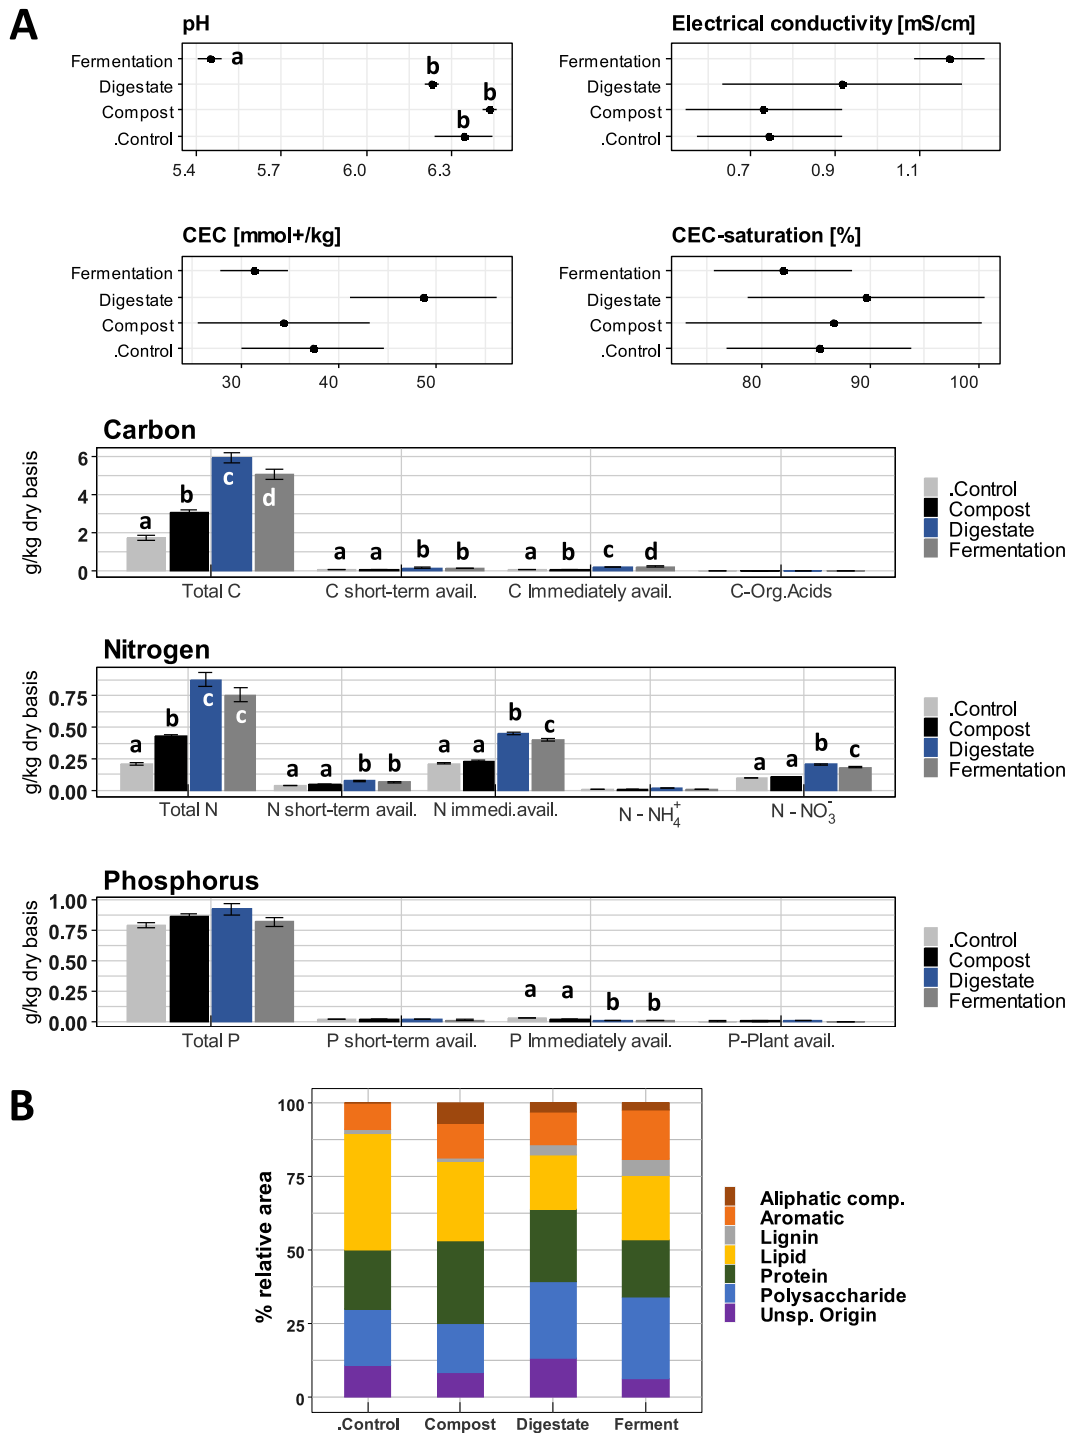 A
pH
Fermentation
a
b
Digestate
b
Compost
b
.Control
5.4 5.7 6.0 6.3
Electrical conductivity [mS/cm]
Fermentation
Digestate
Compost
.Control
0.7 0.9 1.1
CEC [mmol+/kg]
Fermentation
Digestate
Compost
.Control
30 40 50
CEC-saturation [%]
Fermentation
Digestate
Compost
.Control
80 90 100
Carbon
g/kg dry basis
6
4
2
0
a b c d
a a b b
a b c d
Total C C short-term avail. C Immediately avail. C-Org.Acids
.Control
Compost
Digestate
Fermentation
Nitrogen
g/kg dry basis
0.75
0.50
0.25
0.00
a b c c
a a b b
a a b c
a a b c
Total N N short-term avail. N immedi.avail. N - NH₄⁺ N - NO₃⁻
.Control
Compost
Digestate
Fermentation
Phosphorus
g/kg dry basis
1.00
0.75
0.50
0.25
0.00
a a b b
Total P P short-term avail. P Immediately avail. P-Plant avail.
.Control
Compost
Digestate
Fermentation
B
% relative area
100
75
50
25
0
.Control Compost Digestate Ferment
Aliphatic comp.
Aromatic
Lignin
Lipid
Protein
Polysaccharide
Unsp. Origin